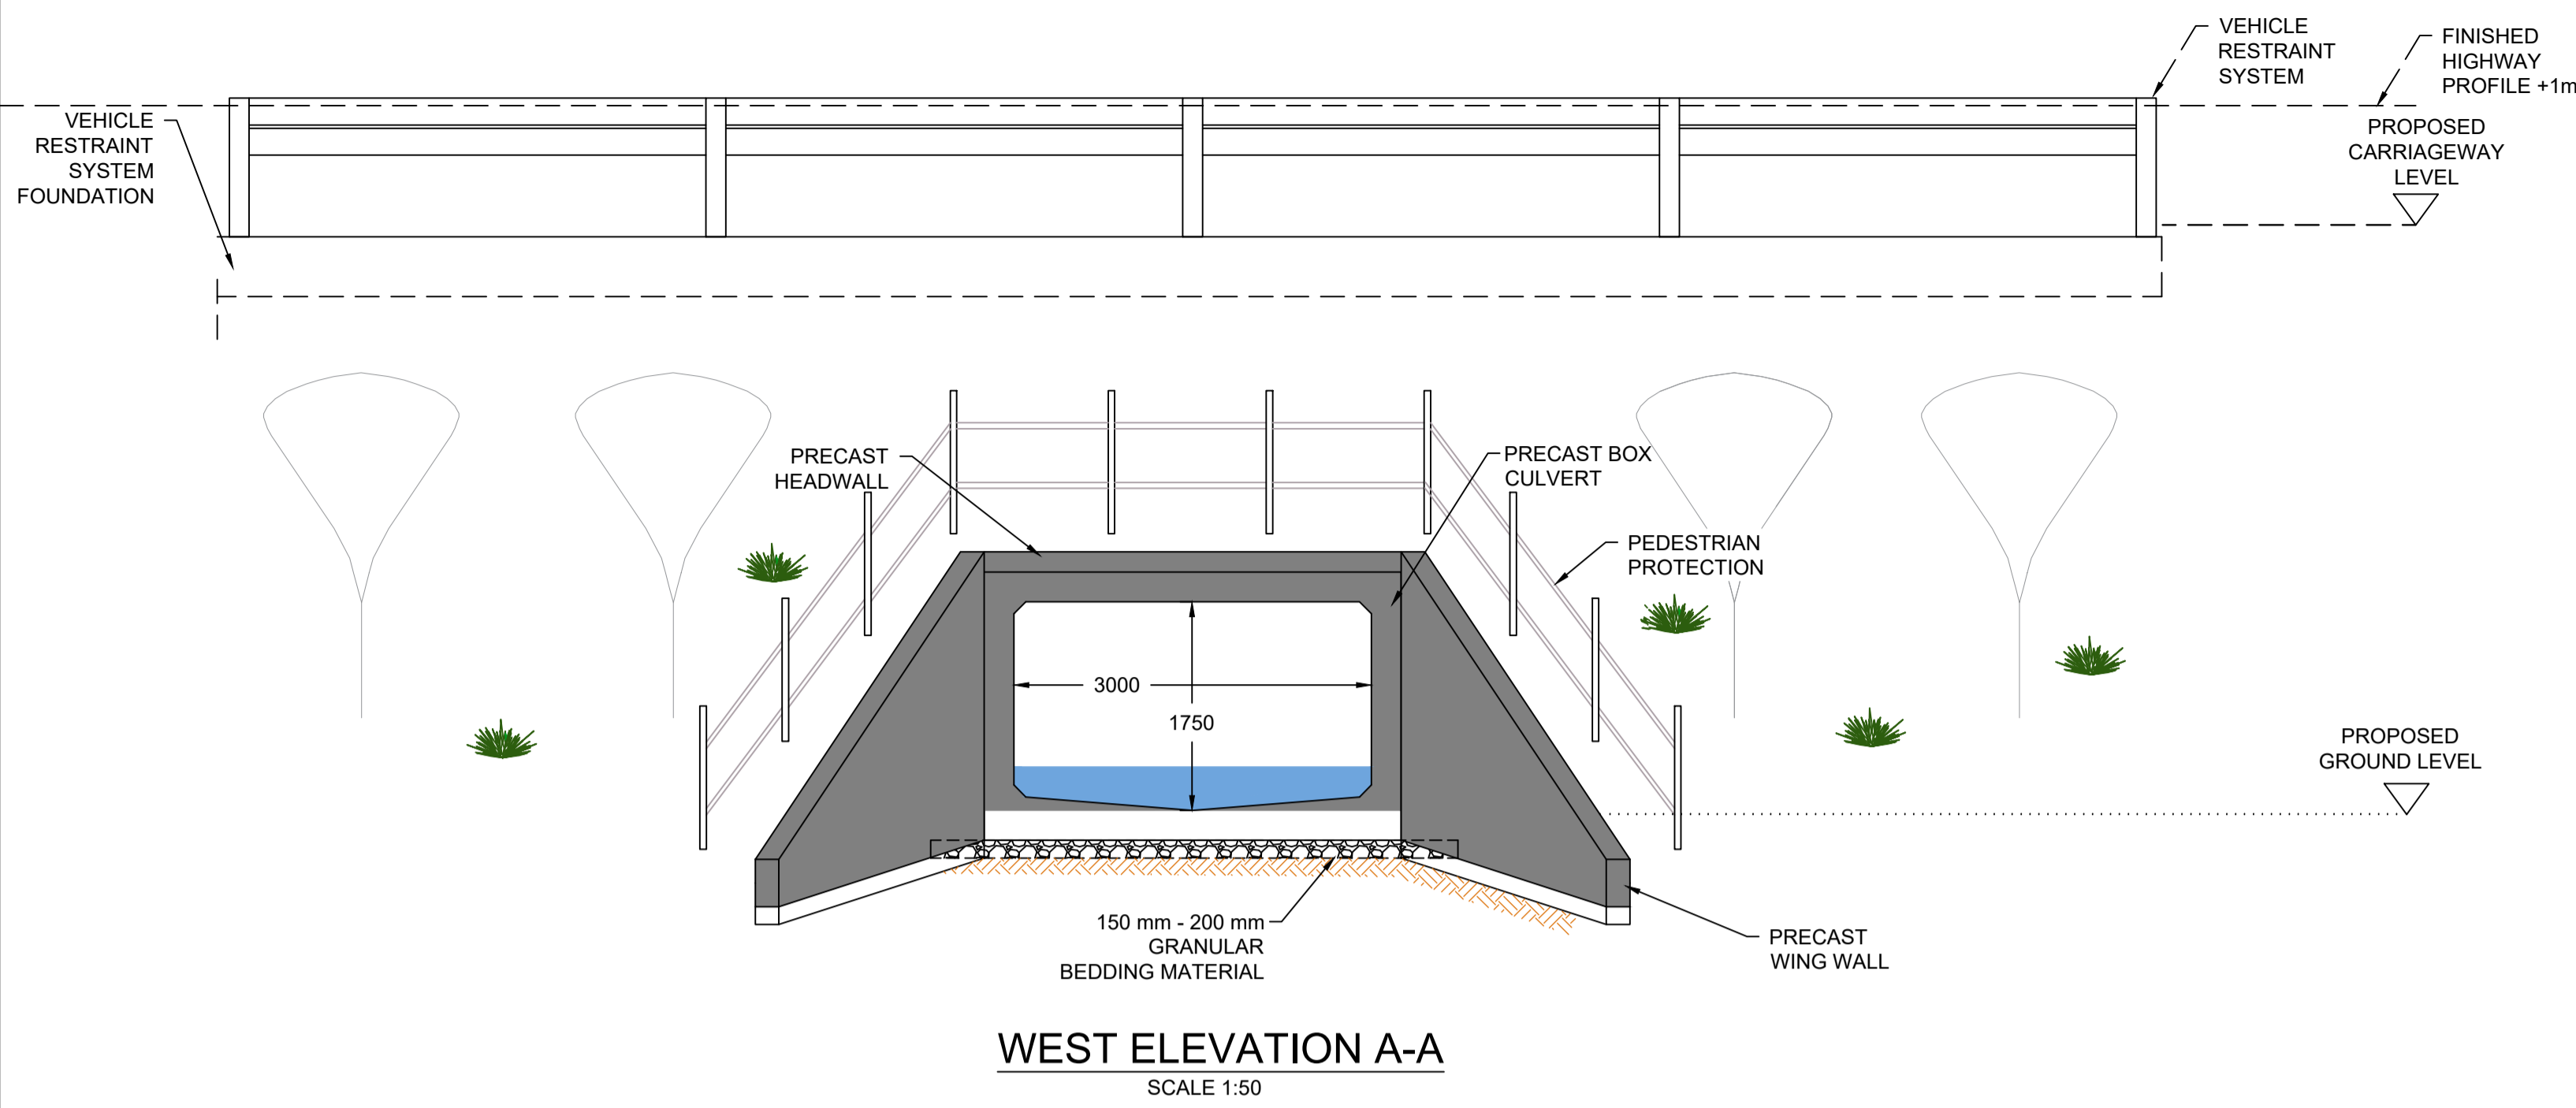 VEHICLE
RESTRAINT
SYSTEM
FINISHED
HIGHWAY
PROFILE +1m
VEHICLE
RESTRAINT
SYSTEM
FOUNDATION
PROPOSED
CARRIAGEWAY
LEVEL
PRECAST
HEADWALL
PRECAST BOX
CULVERT
PEDESTRIAN
PROTECTION
3000
1750
PROPOSED
GROUND LEVEL
150 mm - 200 mm
GRANULAR
BEDDING MATERIAL
PRECAST
WING WALL
WEST ELEVATION A-A
SCALE 1:50